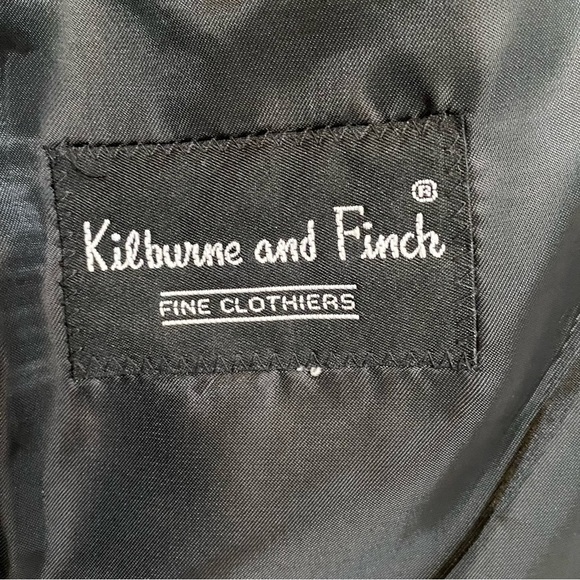 ®
Kilburne and Finch
FINE CLOTHIERS